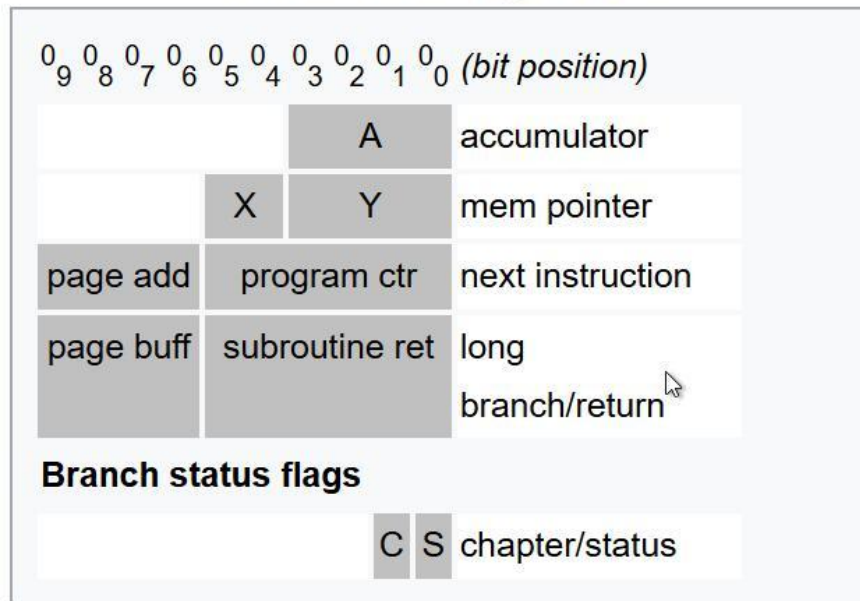 09 08 07 06 05 04 03 02 01 00 (bit position)
A accumulator
X Y mem pointer
page add program ctr next instruction
page buff subroutine ret long
branch/return
Branch status flags
C S chapter/status